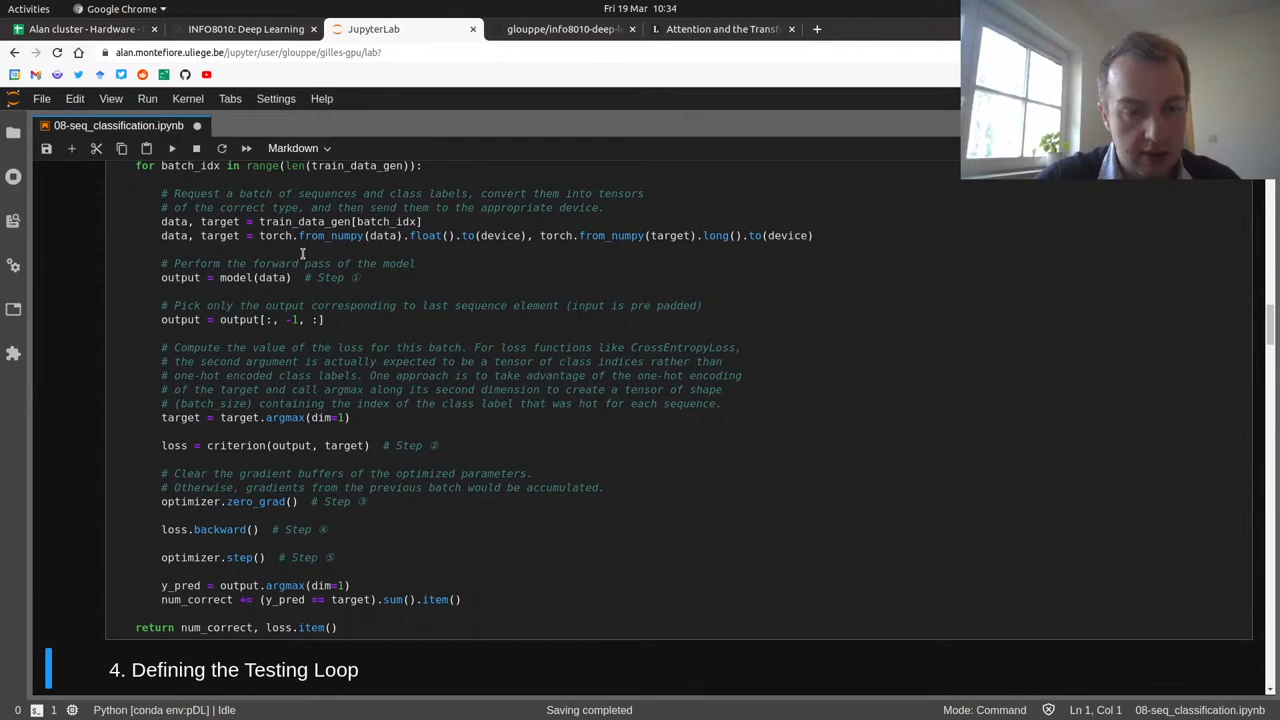 Activities
Google Chrome
Fri 19 Mar 10:34
Alan cluster - Hardware -
INFO8010: Deep Learning
JupyterLab
glouppe/info8010-deep-l
Attention and the Transf
alan.montefiore.uliege.be/jupyter/user/glouppe/gilles-gpu/lab?
File Edit View Run Kernel Tabs Settings Help
08-seq_classification.ipynb
Markdown
for batch_idx in range(len(train_data_gen)):
# Request a batch of sequences and class labels, convert them into tensors
# of the correct type, and then send them to the appropriate device.
data, target = train_data_gen[batch_idx]
data, target = torch.from_numpy(data).float().to(device), torch.from_numpy(target).long().to(device)
# Perform the forward pass of the model
output = model(data)  # Step ①
# Pick only the output corresponding to last sequence element (input is pre padded)
output = output[:, -1, :]
# Compute the value of the loss for this batch. For loss functions like CrossEntropyLoss,
# the second argument is actually expected to be a tensor of class indices rather than
# one-hot encoded class labels. One approach is to take advantage of the one-hot encoding
# of the target and call argmax along its second dimension to create a tensor of shape
# (batch_size) containing the index of the class label that was hot for each sequence.
target = target.argmax(dim=1)
loss = criterion(output, target)  # Step ②
# Clear the gradient buffers of the optimized parameters.
# Otherwise, gradients from the previous batch would be accumulated.
optimizer.zero_grad()  # Step ③
loss.backward()  # Step ④
optimizer.step()  # Step ⑤
y_pred = output.argmax(dim=1)
num_correct += (y_pred == target).sum().item()
return num_correct, loss.item()
4. Defining the Testing Loop
0 1 Python [conda env:pDL] | Idle
Saving completed
Mode: Command
Ln 1, Col 1
08-seq_classification.ipynb